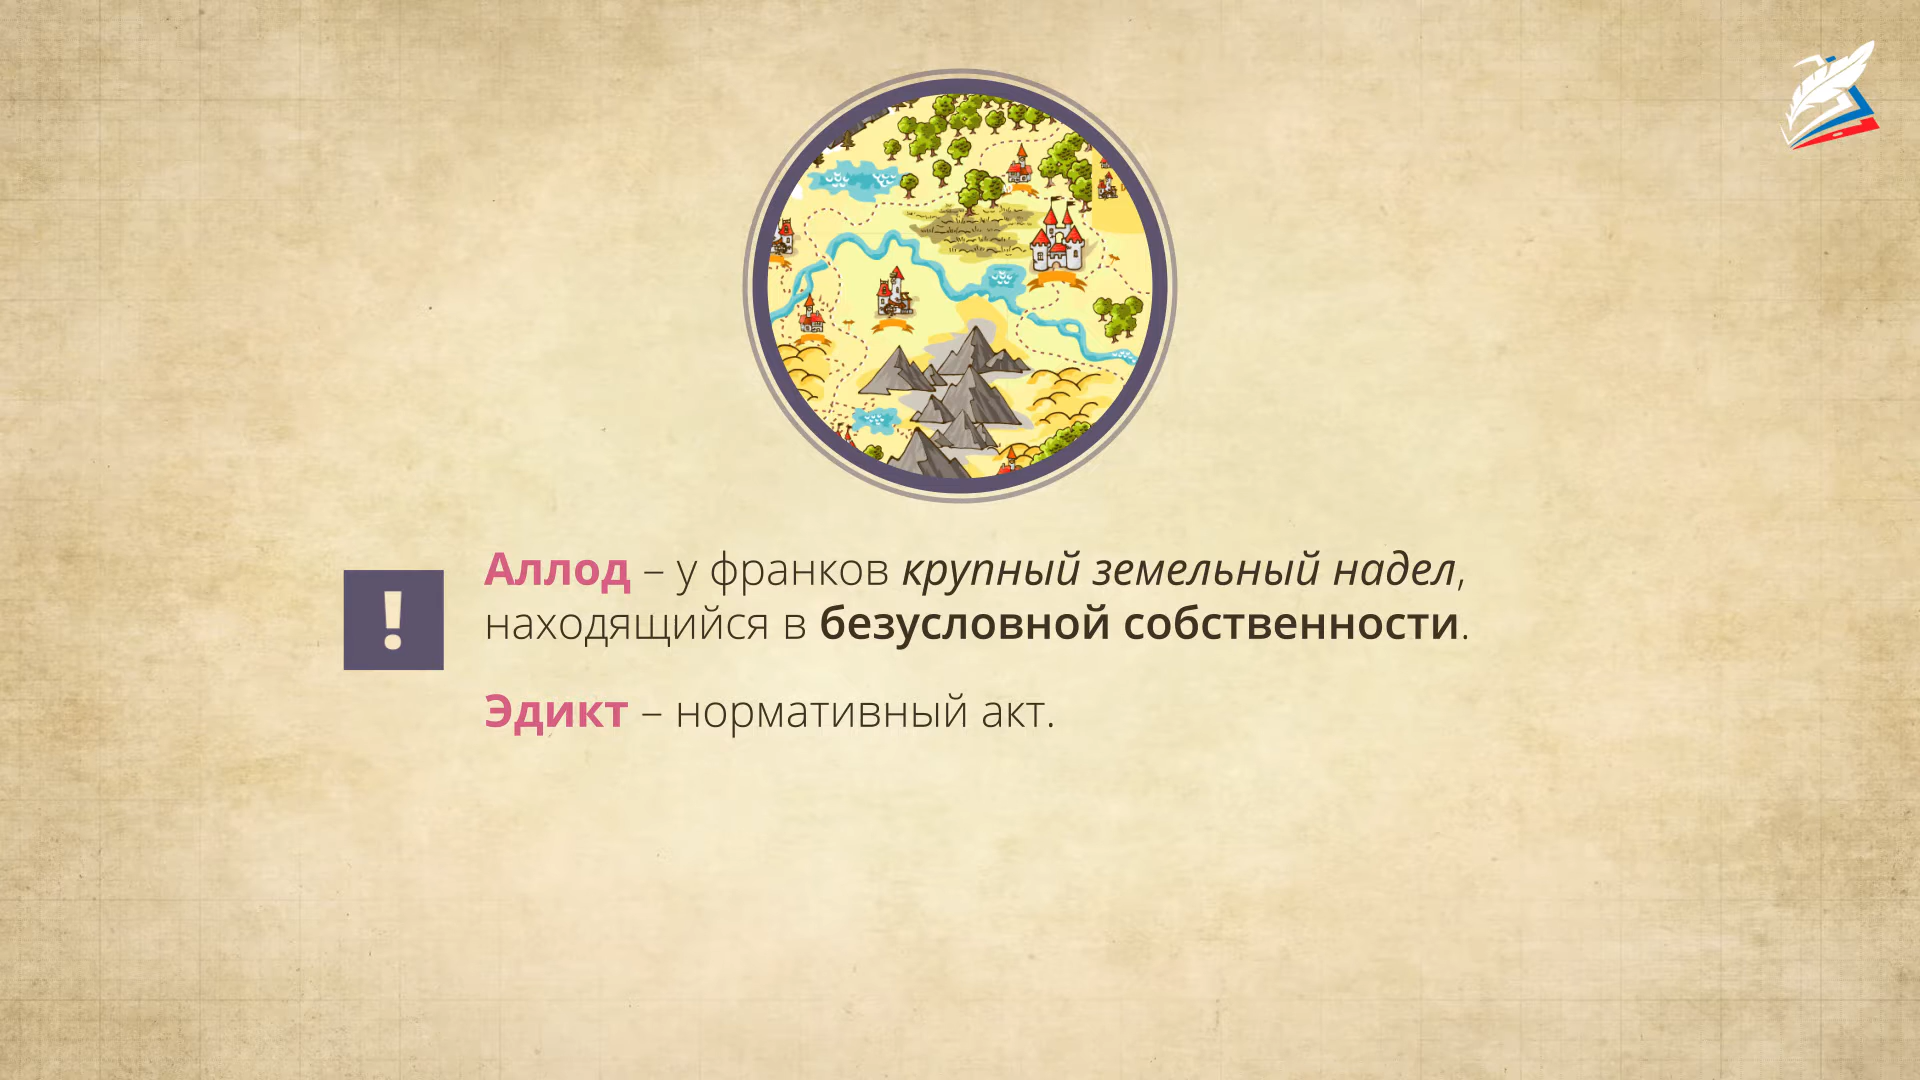 Аллод – у франков крупный земельный надел,
находящийся в безусловной собственности.
!
Эдикт – нормативный акт.